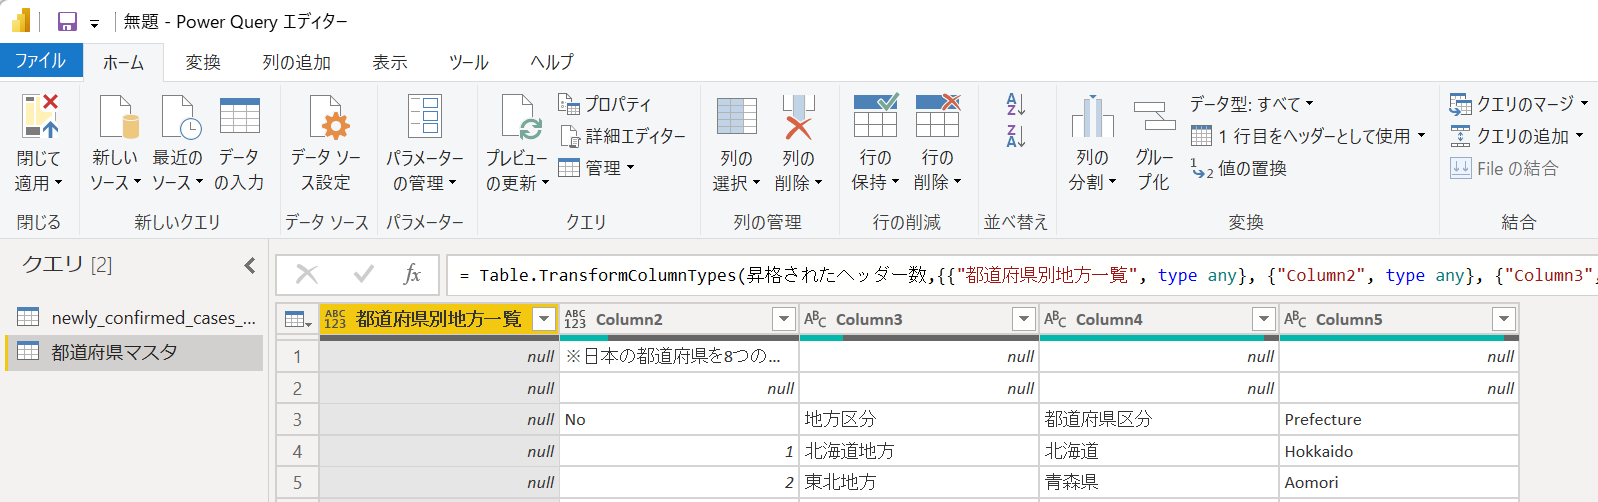 無題 - Power Query エディター
ファイル ホーム 変換 列の追加 表示 ツール ヘルプ
閉じて適用
新しいソース
最近のソース
データの入力
データ ソース設定
パラメーターの管理
プレビューの更新
プロパティ
詳細エディター
管理
列の選択
列の削除
行の保持
行の削除
A
Z
Z
A
列の分割
グループ化
データ型: すべて
1 行目をヘッダーとして使用
1
2 値の置換
クエリのマージ
クエリの追加
File の結合
閉じる 新しいクエリ データ ソース パラメーター クエリ 列の管理 行の削減 並べ替え 変換 結合
クエリ [2]
newly_confirmed_cases_...
都道府県マスタ
fx = Table.TransformColumnTypes(昇格されたヘッダー数,{{"都道府県別地方一覧", type any}, {"Column2", type any}, {"Column3",
ABC 123 都道府県別地方一覧 ABC 123 Column2 ABC Column3 ABC Column4 ABC Column5
1 null ※日本の都道府県を8つの... null null null
2 null null null null null
3 null No 地方区分 都道府県区分 Prefecture
4 null 1 北海道地方 北海道 Hokkaido
5 null 2 東北地方 青森県 Aomori